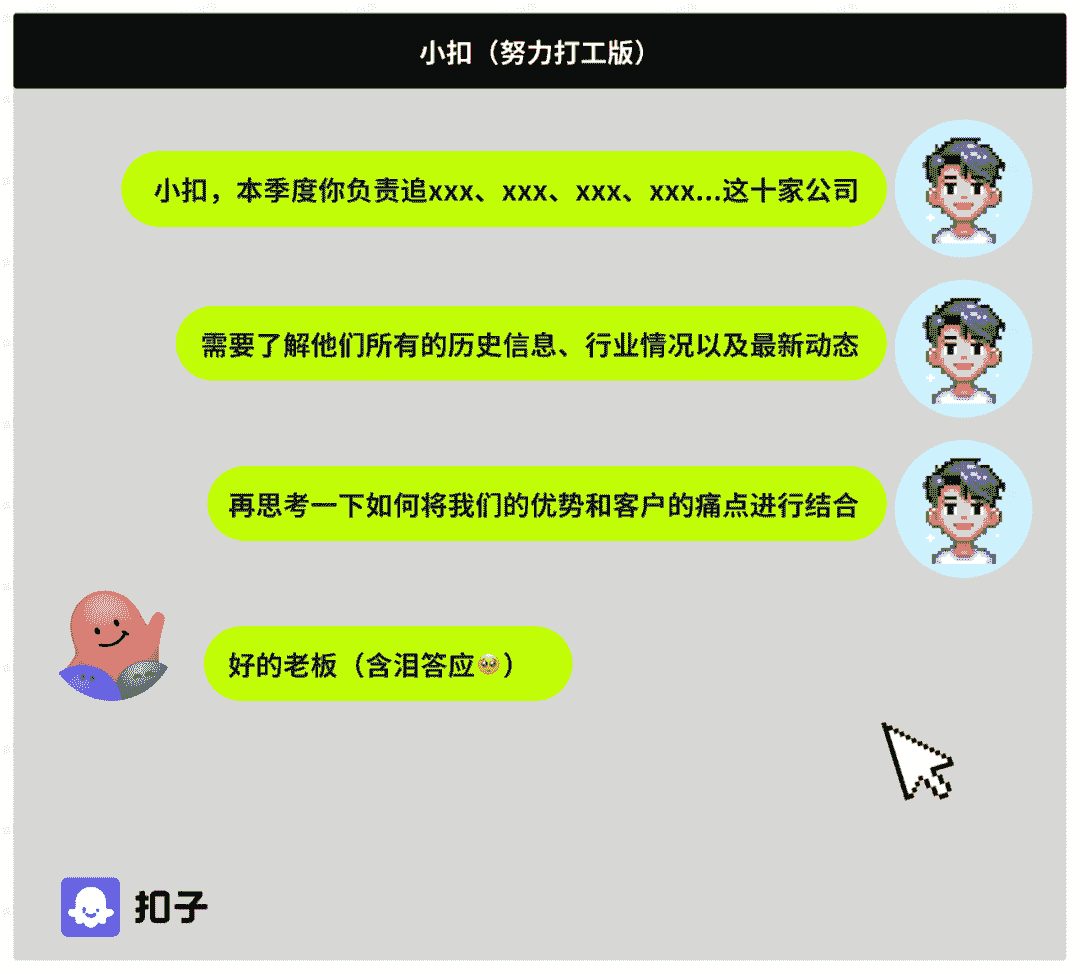 小扣（努力打工版）
小扣，本季度你负责追xxx、xxx、xxx、xxx...这十家公司
需要了解他们所有的历史信息、行业情况以及最新动态
再思考一下如何将我们的优势和客户的痛点进行结合
好的老板（含泪答应🥺）
扣子